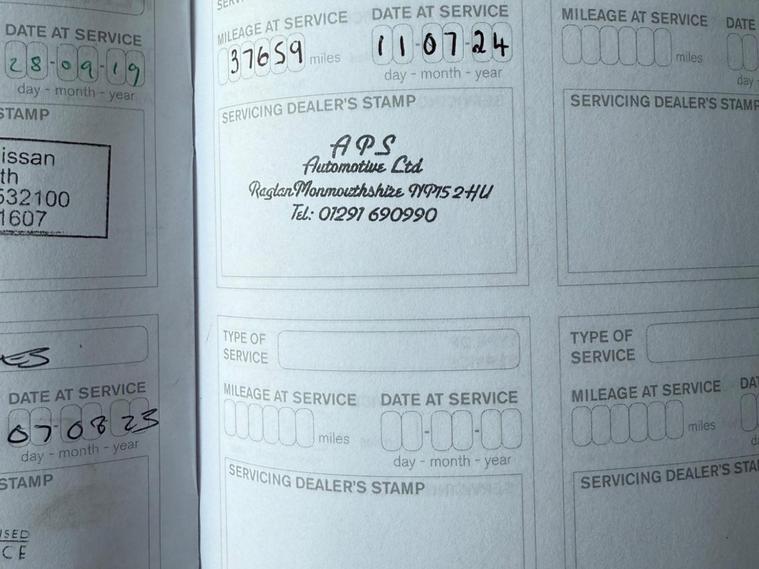 DATE AT SERVICE
28-09-19
day - month - year
STAMP
issan
th
532100
1607
DATE AT SERVICE
07-08 23
day - month - year
STAMP
ISED
CE
MILEAGE AT SERVICE
37659 miles
DATE AT SERVICE
11-07-24
day - month - year
SERVICING DEALER'S STAMP
APS
Automotive Ltd
Raglan Monmouthshire NP15 2HU
Tel: 01291 690990
TYPE OF
SERVICE
MILEAGE AT SERVICE
miles
DATE AT SERVICE
day - month - year
SERVICING DEALER'S STAMP
MILEAGE AT SERVICE
miles
DATE
day
SERVICING DEALER'S STAMP
TYPE OF
SERVICE
MILEAGE AT SERVICE
miles
DA
SERVICING DEALER'S STA